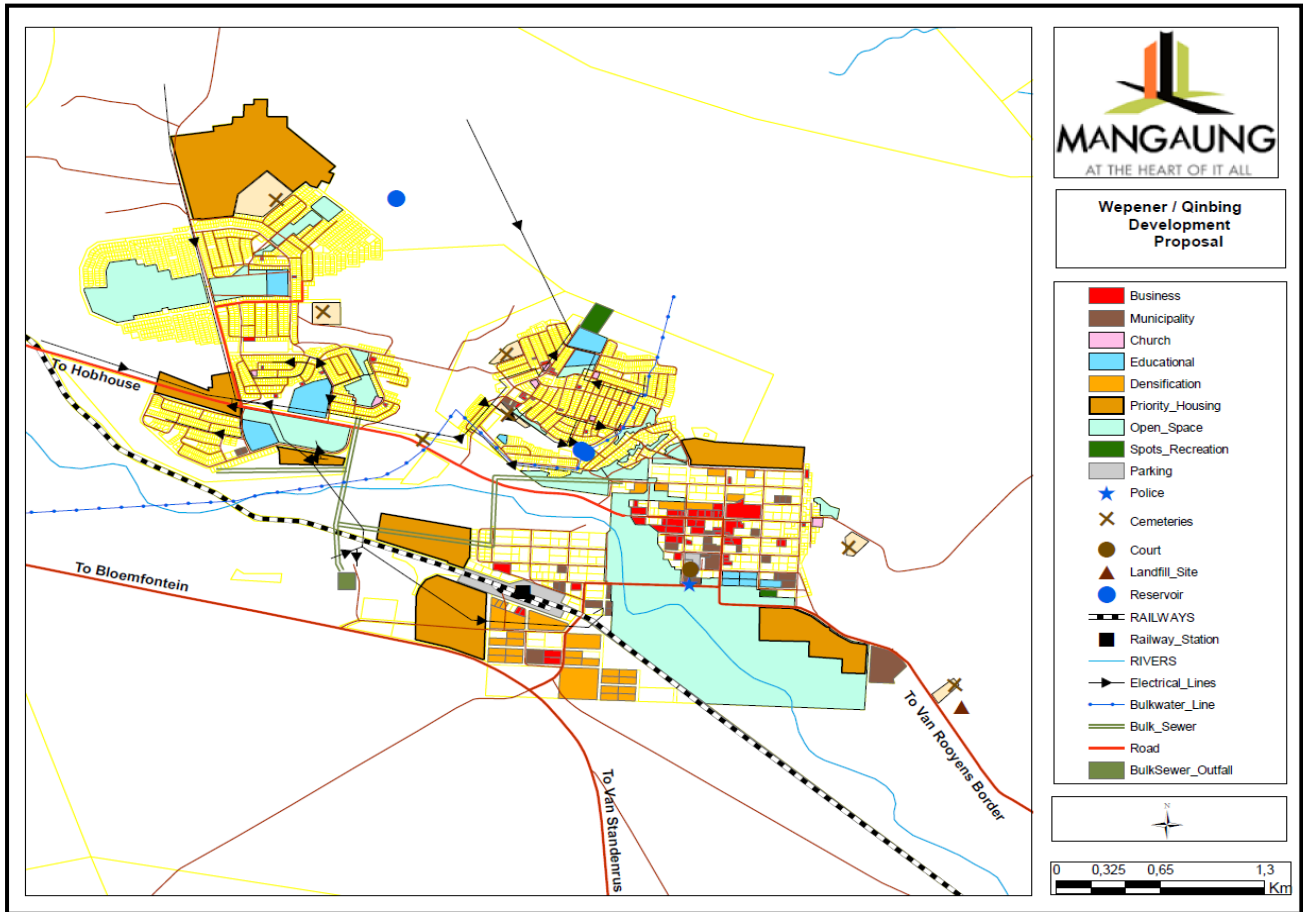 To Hobhouse
To Bloemfontein
To Van Standenrus
To Van Rooyens Border
MANGAUNG
AT THE HEART OF IT ALL
Wepener / Qinbing
Development
Proposal
Business
Municipality
Church
Educational
Densification
Priority_Housing
Open_Space
Spots_Recreation
Parking
Police
Cemeteries
Court
Landfill_Site
Reservoir
RAILWAYS
Railway_Station
RIVERS
Electrical_Lines
Bulkwater_Line
Bulk_Sewer
Road
BulkSewer_Outfall
N
0 0,325 0,65 1,3
Km